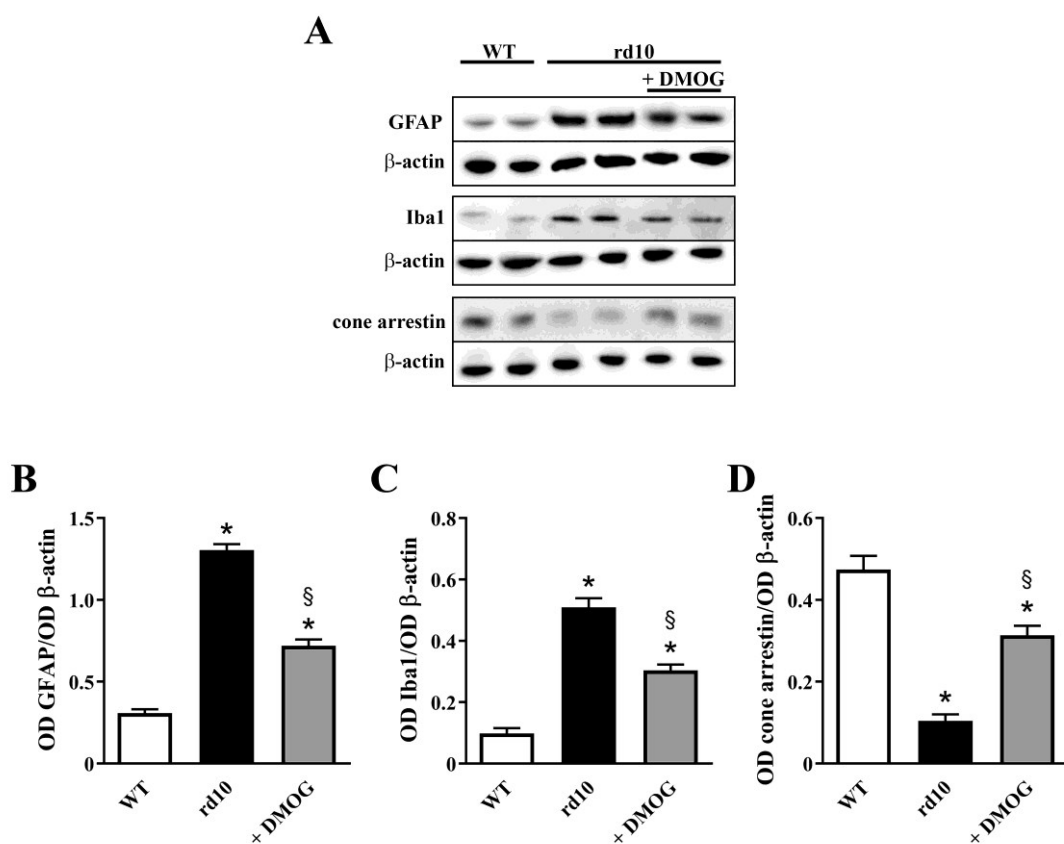 A
WT rd10
+ DMOG
GFAP
β-actin
Iba1
β-actin
cone arrestin
β-actin
B
OD GFAP/OD β-actin
1.5
1.0
0.5
0
*
§
*
WT
rd10
+ DMOG
C
OD Iba1/OD β-actin
0.8
0.6
0.4
0.2
0
*
§
*
WT
rd10
+ DMOG
D
OD cone arrestin/OD β-actin
0.6
0.4
0.2
0
*
§
*
WT
rd10
+ DMOG